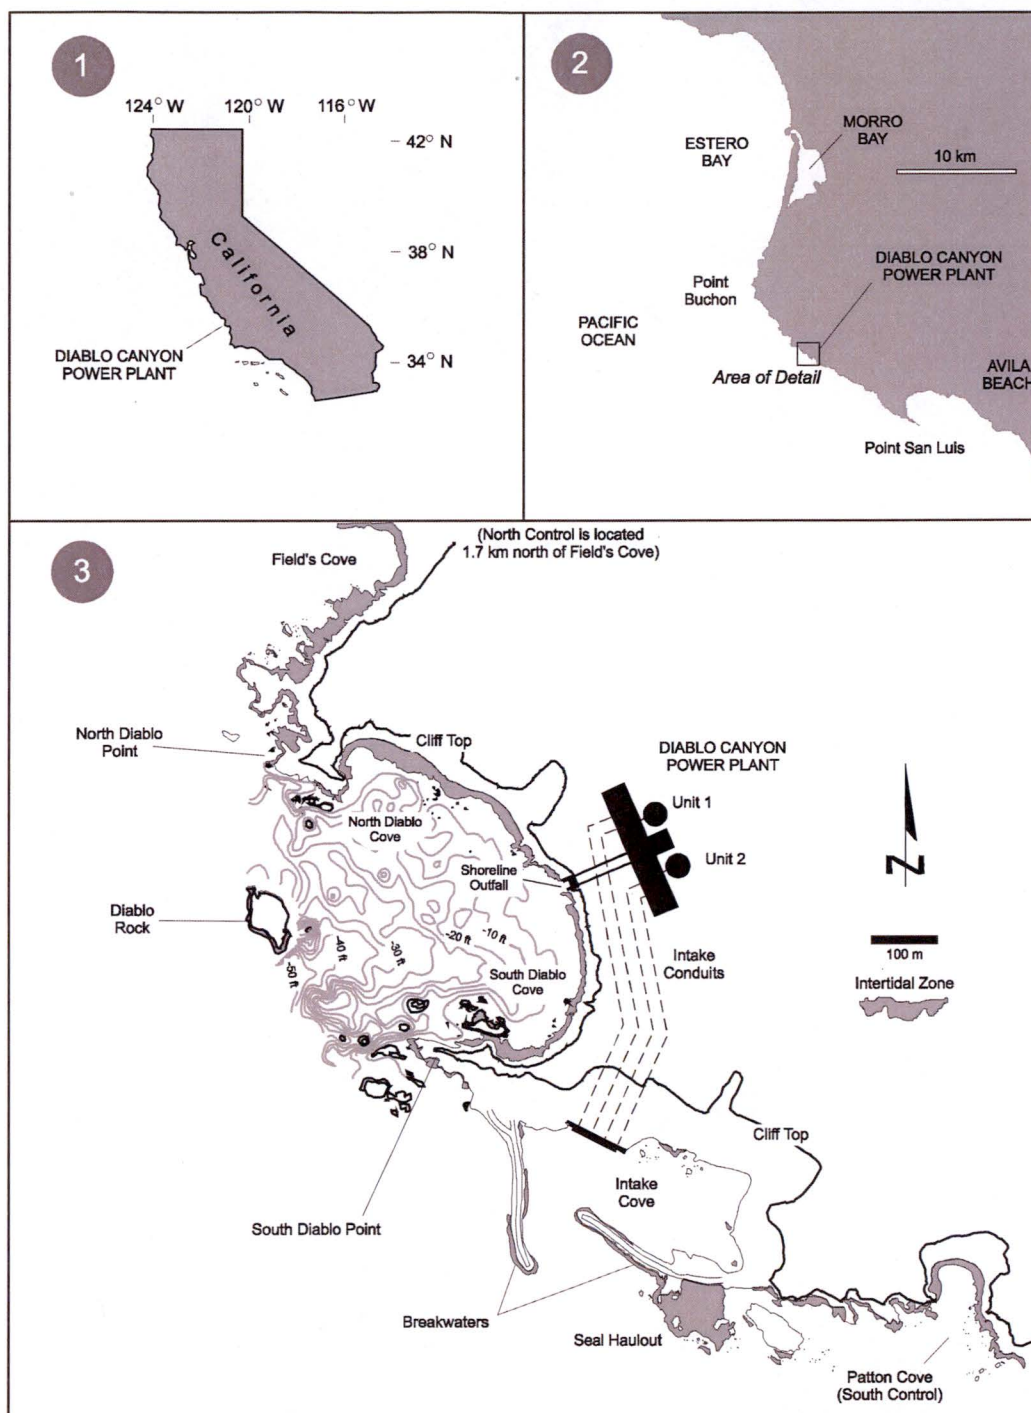 1
124° W
120° W
116° W
42° N
38° N
34° N
California
DIABLO CANYON
POWER PLANT
2
ESTERO
BAY
MORRO
BAY
10 km
DIABLO CANYON
POWER PLANT
Point
Buchon
PACIFIC
OCEAN
Area of Detail
AVILA
BEACH
Point San Luis
3
(North Control is located
1.7 km north of Field's Cove)
Field's Cove
North Diablo
Point
Cliff Top
DIABLO CANYON
POWER PLANT
Unit 1
Unit 2
North Diablo
Cove
Shoreline
Outfall
Diablo
Rock
-50 ft
-40 ft
-30 ft
-20 ft
-10 ft
South Diablo
Cove
Intake
Conduits
N
100 m
Intertidal Zone
Cliff Top
Intake
Cove
South Diablo Point
Breakwaters
Seal Haulout
Patton Cove
(South Control)